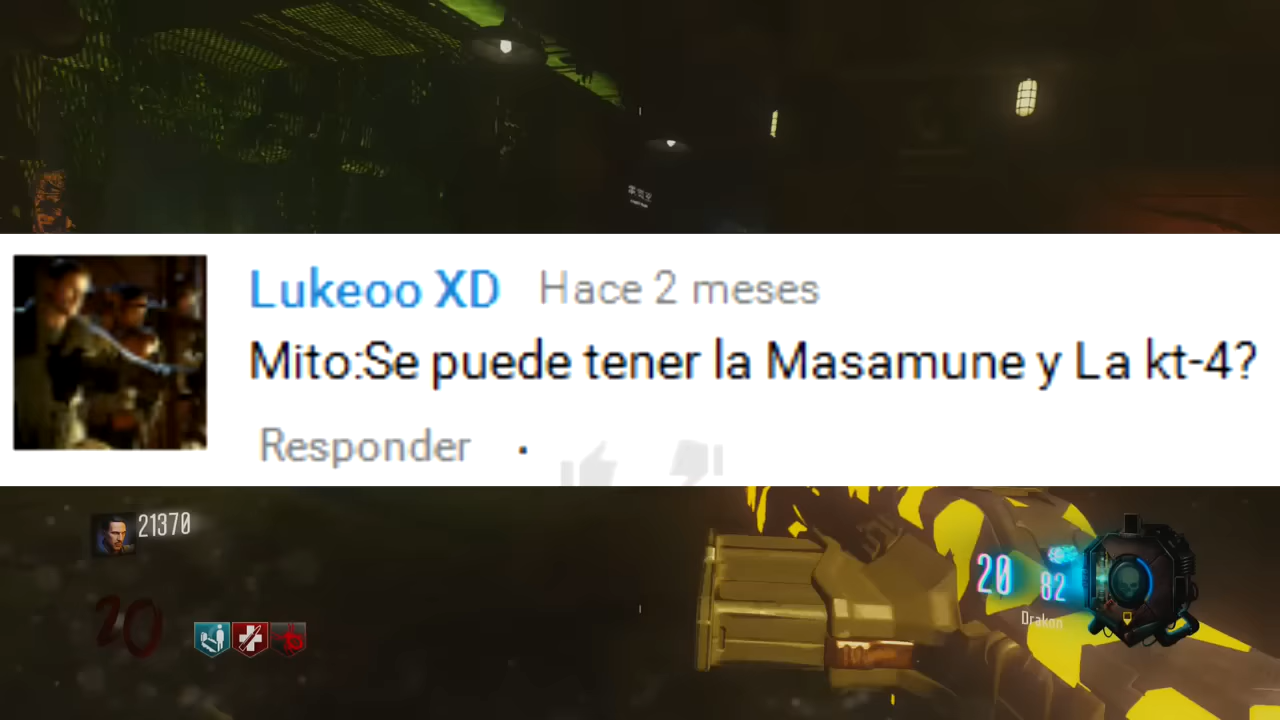 Lukeoo XD Hace 2 meses
Mito:Se puede tener la Masamune y La kt-4?
Responder ·
21370
20
20 82
Drakon